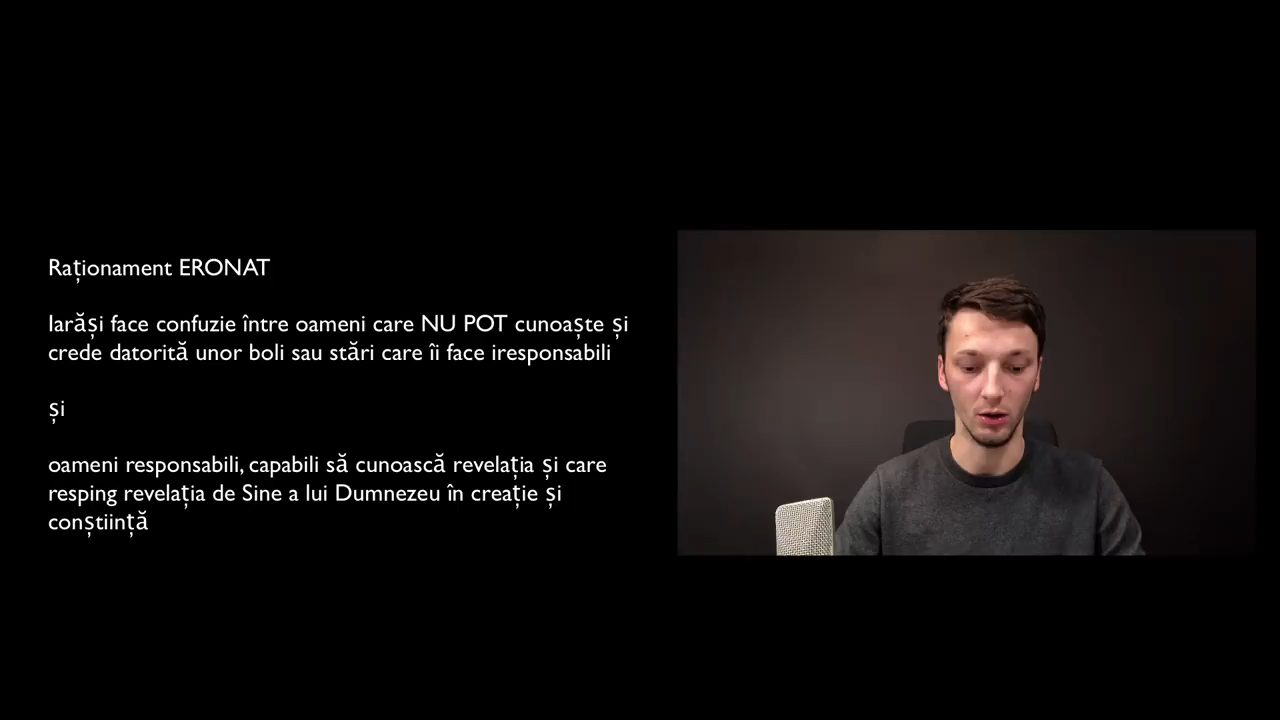 Raționament ERONAT
Iarăși face confuzie între oameni care NU POT cunoaște și
crede datorită unor boli sau stări care îi face iresponsabili
și
oameni responsabili, capabili să cunoască revelația și care
resping revelația de Sine a lui Dumnezeu în creație și
conștiință